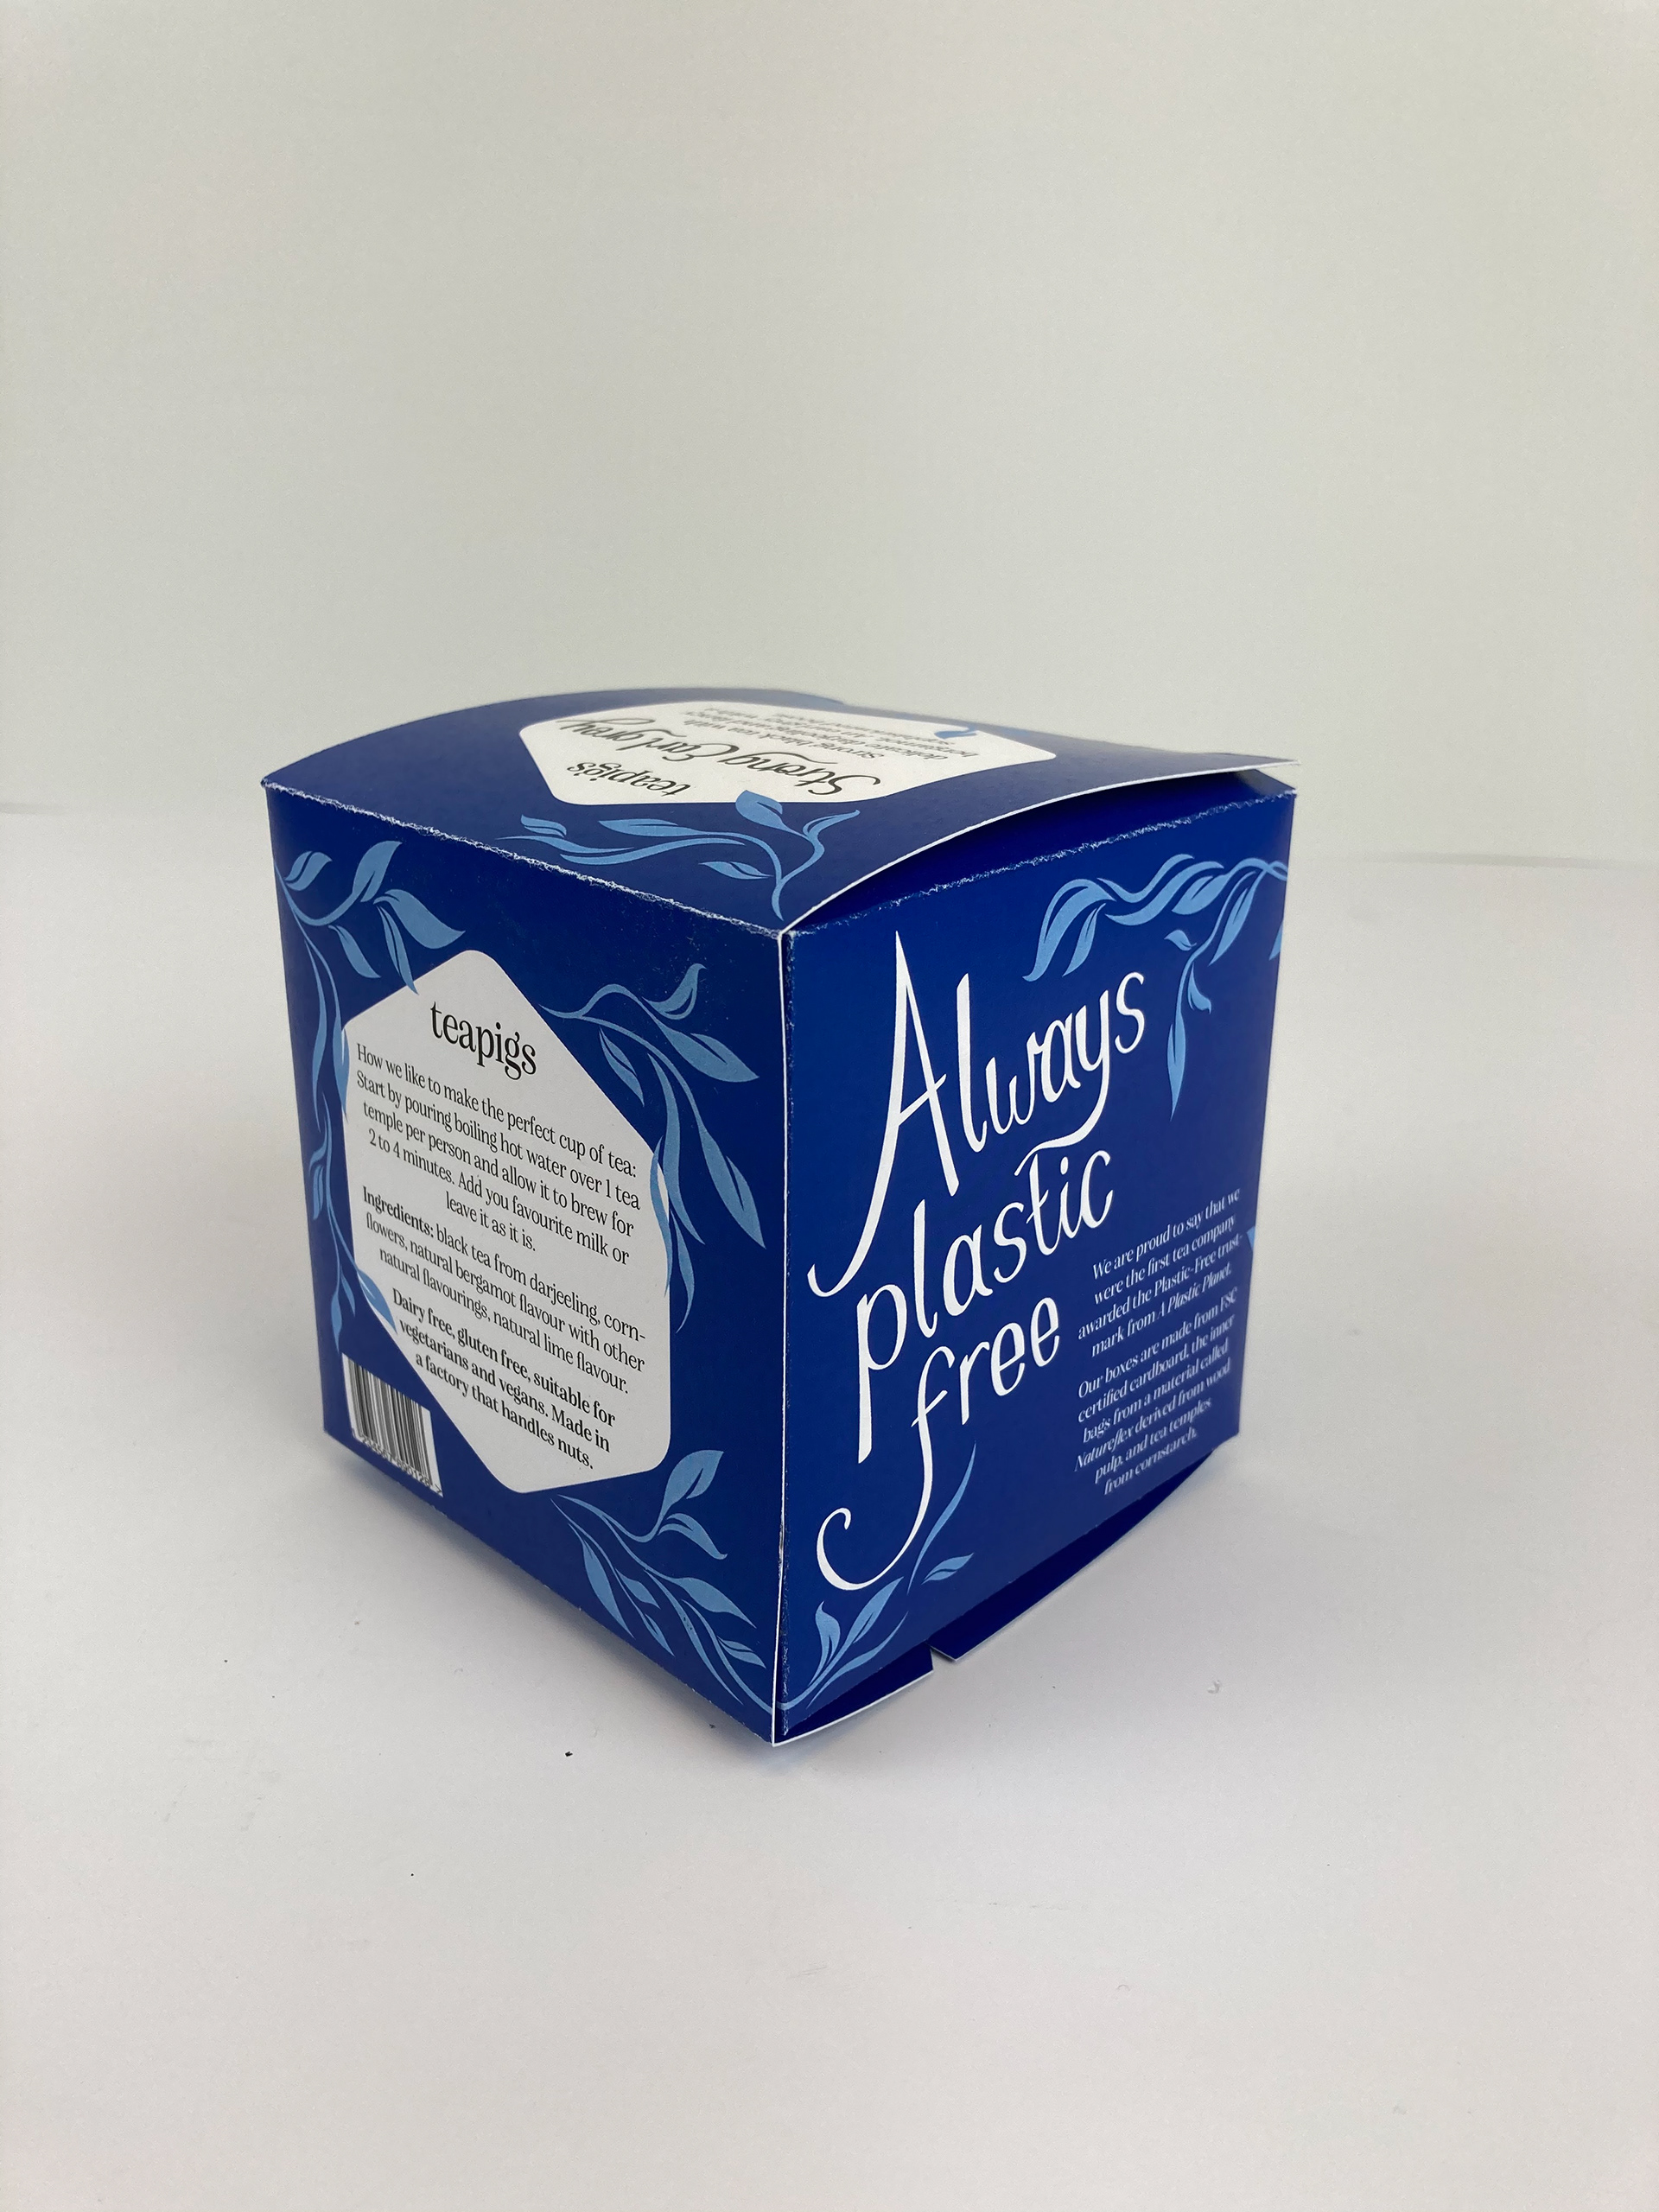 teapigs
Strong Earl grey
strong black tea with
teapigs
How we like to make the perfect cup of tea:
Start by pouring boiling hot water over 1 tea
temple per person and allow it to brew for
2 to 4 minutes. Add you favourite milk or
leave it as it is.
Ingredients: black tea from darjeeling, corn-
flowers, natural bergamot flavour with other
natural flavourings, natural lime flavour.
Dairy free, gluten free, suitable for
vegetarians and vegans. Made in
a factory that handles nuts.
Always
plastic
free
We are proud to say that we
were the first tea company
awarded the Plastic-Free trust-
mark from A Plastic Planet.
Our boxes are made from FSC
certified cardboard, the inner
bags from a material called
Natureflex derived from wood
pulp, and tea temples
from cornstarch.